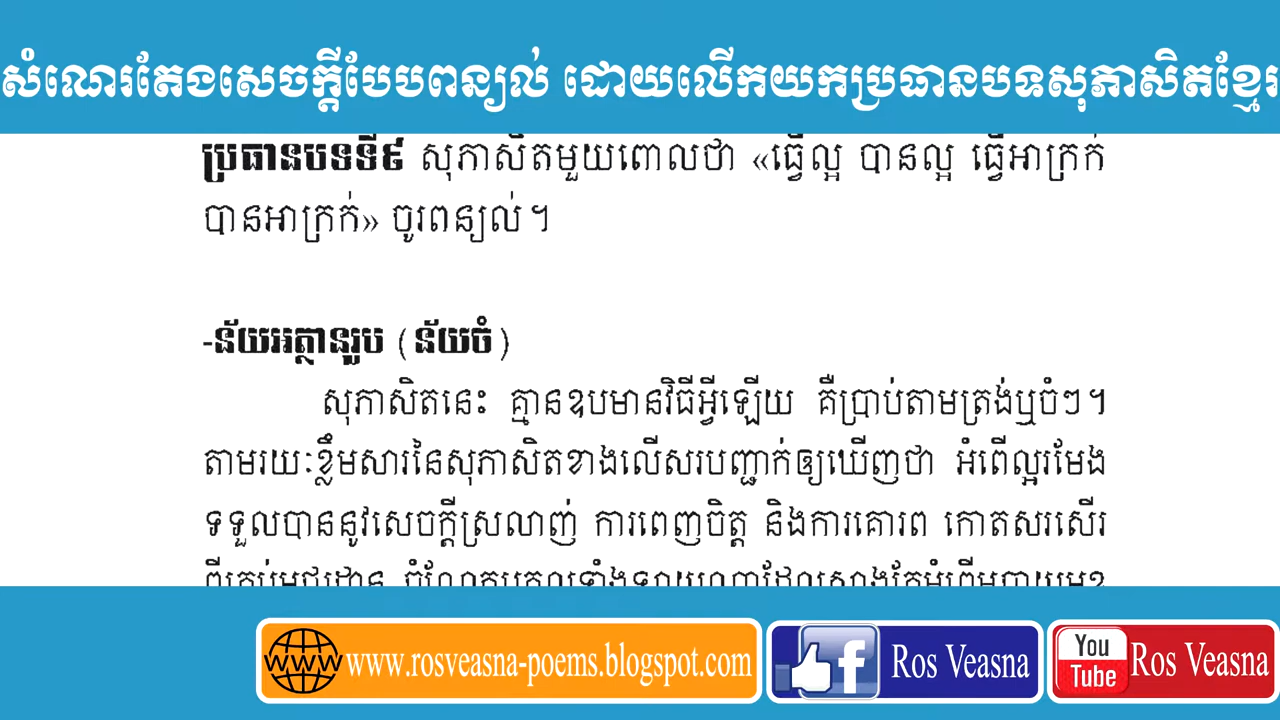 សំណេរតែងសេចក្ដីបែបពន្យល់ ដោយលើកយកប្រធានបទសុភាសិតខ្មែរ
ប្រធានបទទី៩ សុភាសិតមួយពោលថា «ធ្វើល្អ បានល្អ ធ្វើអាក្រក់
បានអាក្រក់» ចូរពន្យល់។
-ន័យអត្ថានុរូប (ន័យចំ)
សុភាសិតនេះ គ្មានឧបមានវិធីអ្វីឡើយ គឺប្រាប់តាមត្រង់ឬចំៗ។
តាមរយៈខ្លឹមសារនៃសុភាសិតខាងលើសរបញ្ជាក់ឲ្យឃើញថា អំពើល្អរមែង
ទទួលបាននូវសេចក្ដីស្រលាញ់ ការពេញចិត្ត និងការគោរព កោតសរសើរ
www.rosveasna-poems.blogspot.com
Ros Veasna
You Tube
Ros Veasna